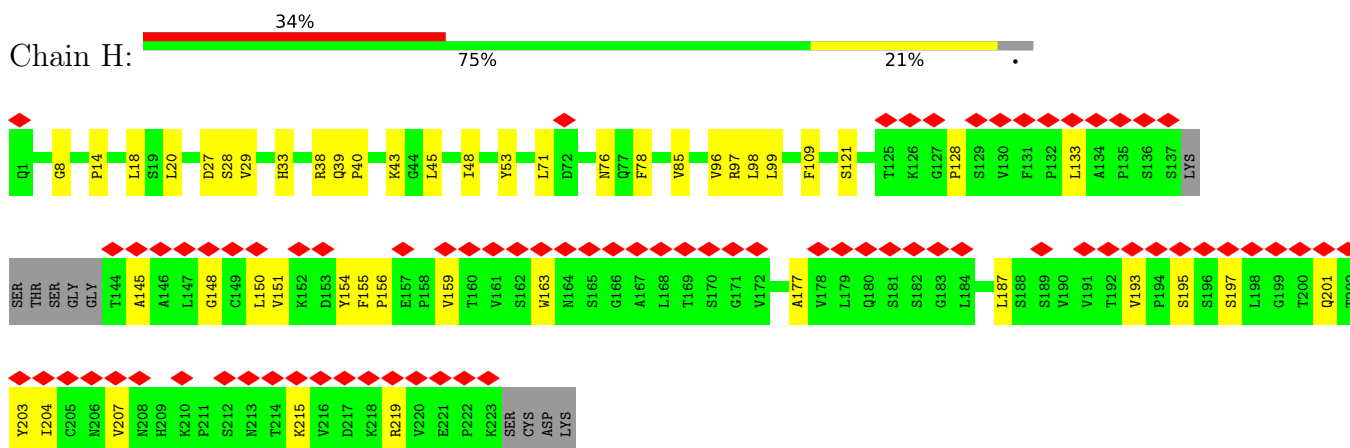 34%
Chain H:
75% 21% •
Q1 G8 P14 L18 S19 L20 D27 S28 V29 H33 R38 Q39 P40 K43 G44 L45 I48 Y53 L71 D72 N76 Q77 F78 V85 V96 R97 L98 L99 F109 S121 T125 K126 G127 P128 S129 V130 F131 P132 L133 A134 P135 S136 S137 LYS
SER THR SER GLY GLY T144 A145 A146 L147 G148 C149 L150 V151 K152 D153 Y154 F155 P156 E157 P158 V159 T160 V161 S162 W163 N164 S165 G166 A167 L168 T169 S170 G171 V172 A177 V178 L179 Q180 S181 S182 G183 L184 L187 S188 S189 V190 V191 T192 V193 P194 S195 S196 S197 L198 G199 T200 Q201 T202
Y203 I204 C205 N206 V207 N208 H209 K210 P211 S212 N213 T214 K215 V216 D217 K218 R219 V220 E221 P222 K223 SER CYS ASP LYS